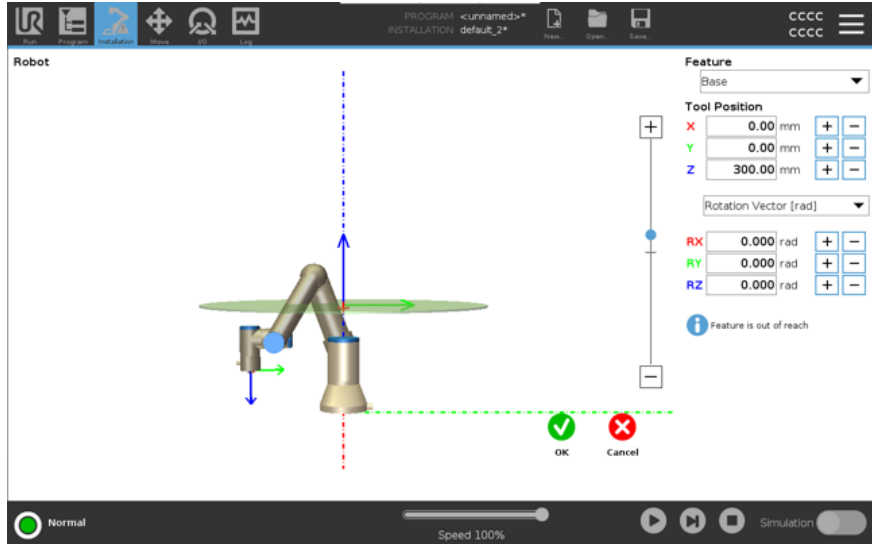 UR
PROGRAM <unnamed>*
INSTALLATION default_2*
Run Program Installation Move I/O Log New... Open... Save...
cccc
cccc
Robot
Feature
Base
Tool Position
X 0.00 mm + −
Y 0.00 mm + −
Z 300.00 mm + −
Rotation Vector [rad]
RX 0.000 rad + −
RY 0.000 rad + −
RZ 0.000 rad + −
i Feature is out of reach
+
−
OK Cancel
Normal
Speed 100%
Simulation